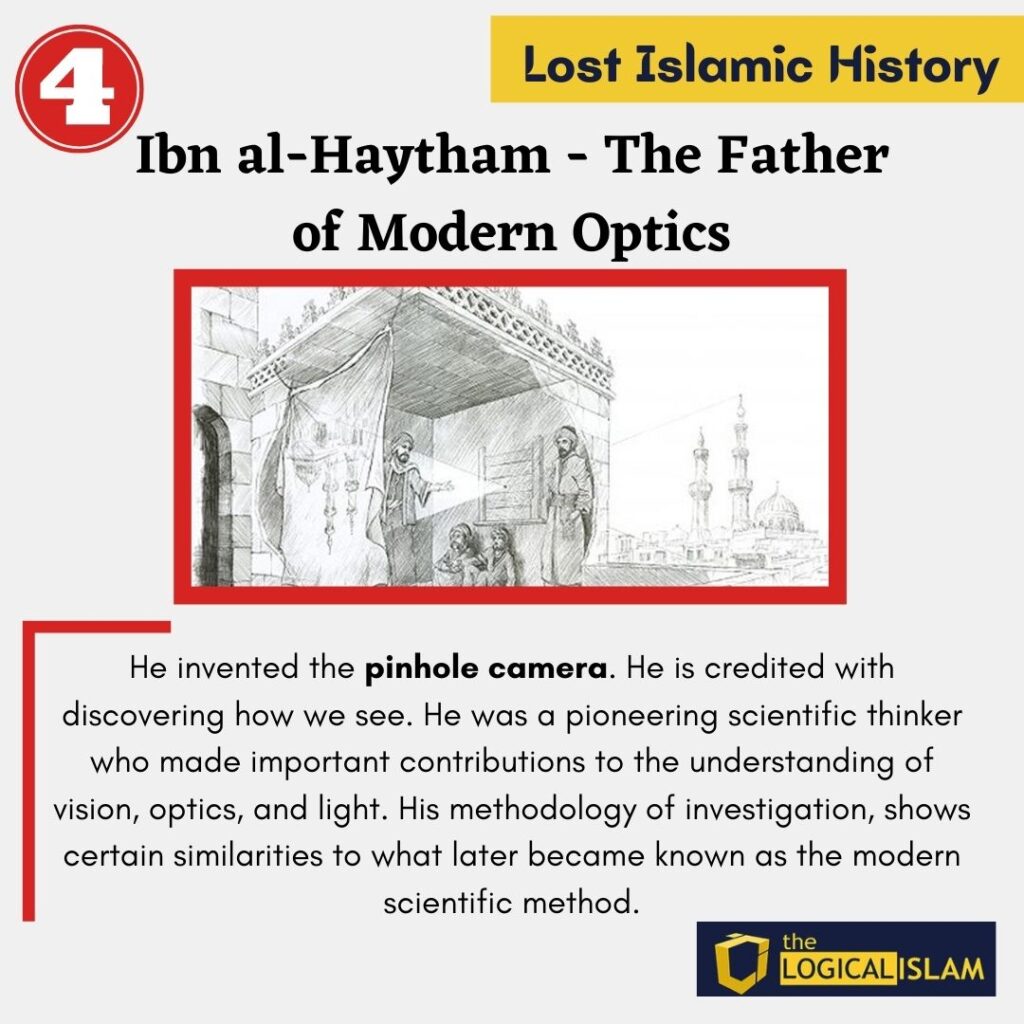 4
Lost Islamic History
Ibn al-Haytham - The Father
of Modern Optics
He invented the pinhole camera. He is credited with
discovering how we see. He was a pioneering scientific thinker
who made important contributions to the understanding of
vision, optics, and light. His methodology of investigation, shows
certain similarities to what later became known as the modern
scientific method.
the
LOGICALISLAM